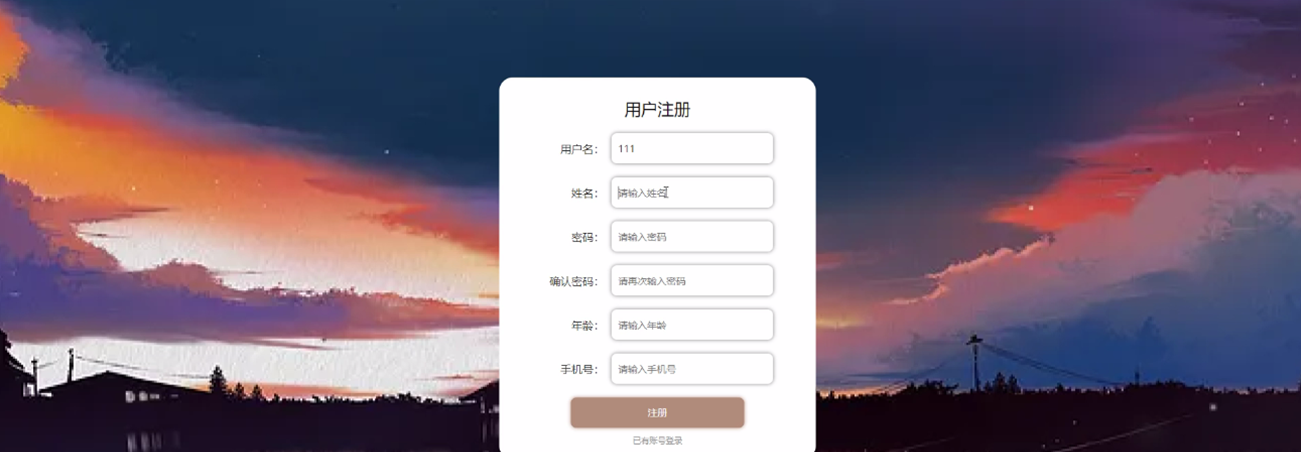 用户注册
用户名： 111
姓名： 请输入姓名
密码： 请输入密码
确认密码： 请再次输入密码
年龄： 请输入年龄
手机号： 请输入手机号
注册
已有账号登录